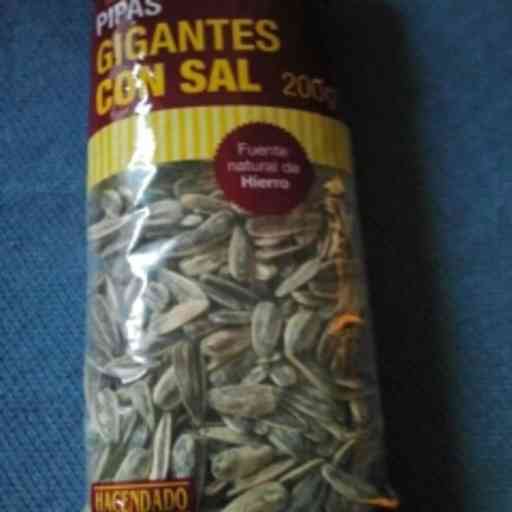 PIPAS
GIGANTES
CON SAL 200g
Fuente
natural de
Hierro
HACENDADO